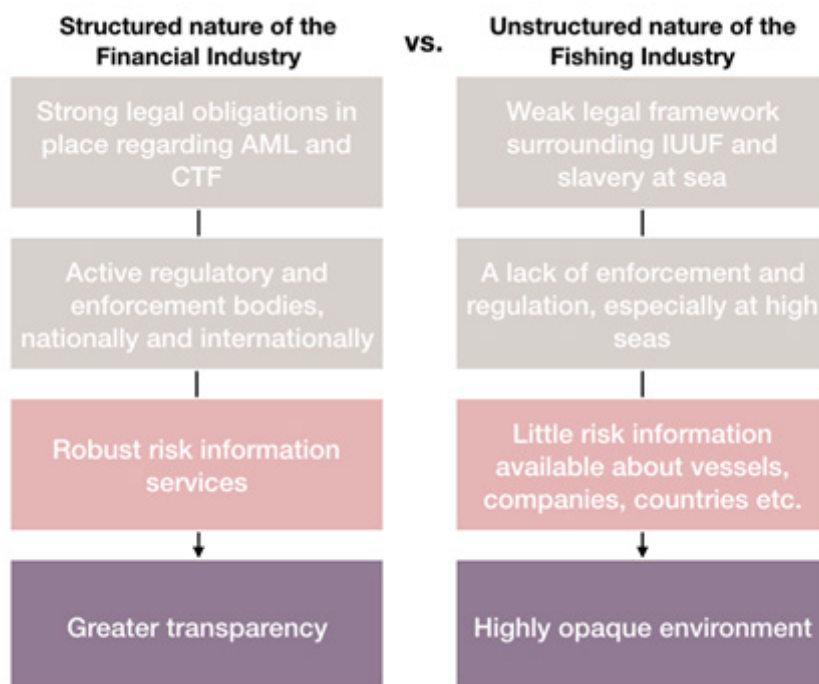 Structured nature of the
Financial Industry
vs.
Unstructured nature of the
Fishing Industry
Strong legal obligations in
place regarding AML and
CTF
Weak legal framework
surrounding IUUF and
slavery at sea
Active regulatory and
enforcement bodies,
nationally and internationally
A lack of enforcement and
regulation, especially at high
seas
Robust risk information
services
Little risk information
available about vessels,
companies, countries etc.
Greater transparency
Highly opaque environment